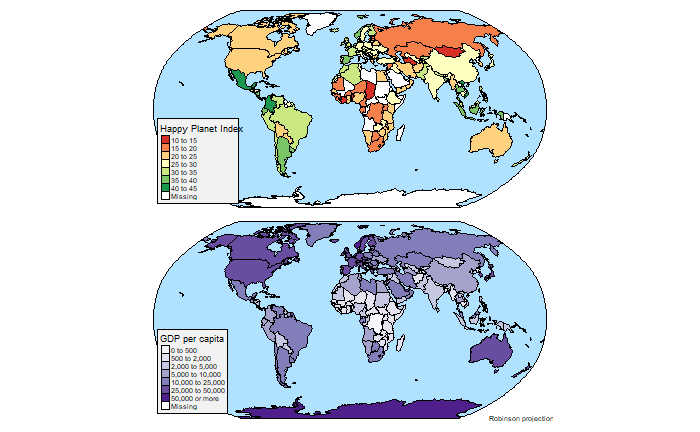 Happy Planet Index
10 to 15
15 to 20
20 to 25
25 to 30
30 to 35
35 to 40
40 to 45
Missing
GDP per capita
0 to 500
500 to 2,000
2,000 to 5,000
5,000 to 10,000
10,000 to 25,000
25,000 to 50,000
50,000 or more
Missing
Robinson projection